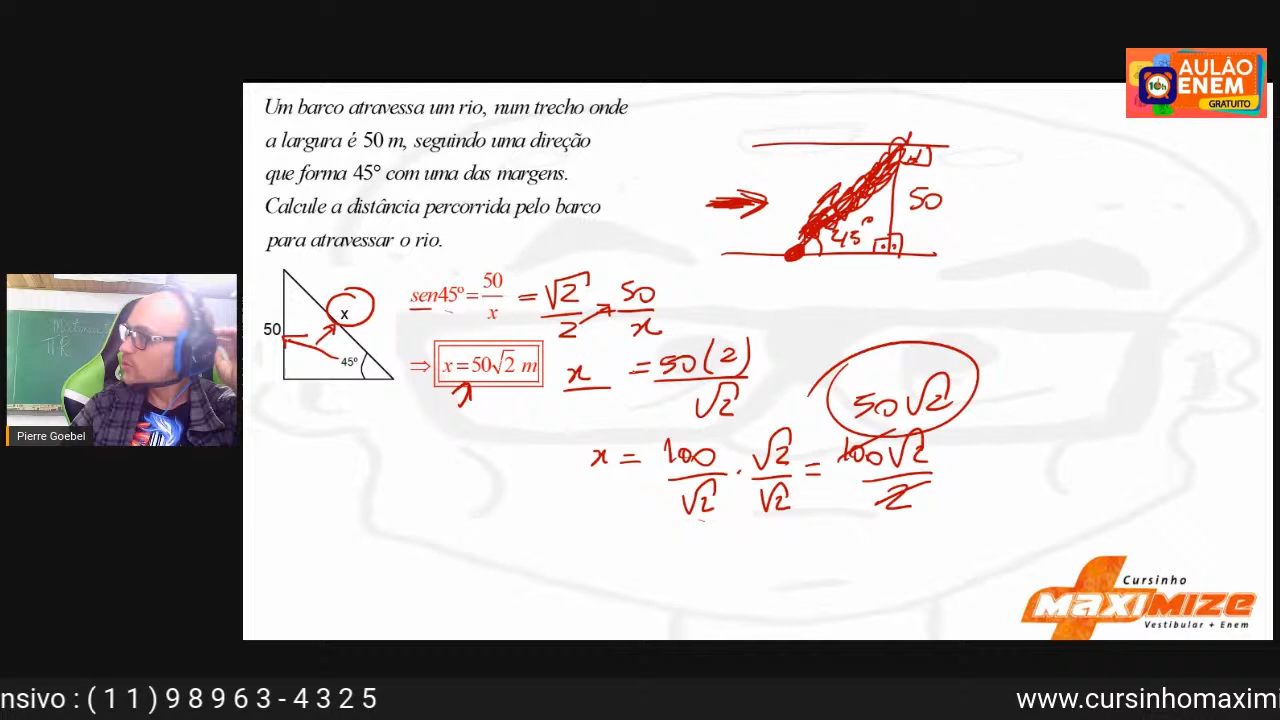 AULÃO
ENEM
GRATUITO
10h
Um barco atravessa um rio, num trecho onde
a largura é 50 m, seguindo uma direção
que forma 45° com uma das margens.
Calcule a distância percorrida pelo barco
para atravessar o rio.
50
45°
50
x
45°
sen45º = 50/x = √2/2 50/x
⇒ x = 50√2 m
x = 50(2)/√2
50√2
x = 100/√2 · √2/√2 = 100√2/2
Pierre Goebel
Cursinho
MAXIMIZE
Vestibular + Enem
nsivo : ( 1 1 ) 9 8 9 6 3 - 4 3 2 5
www.cursinhomaxim